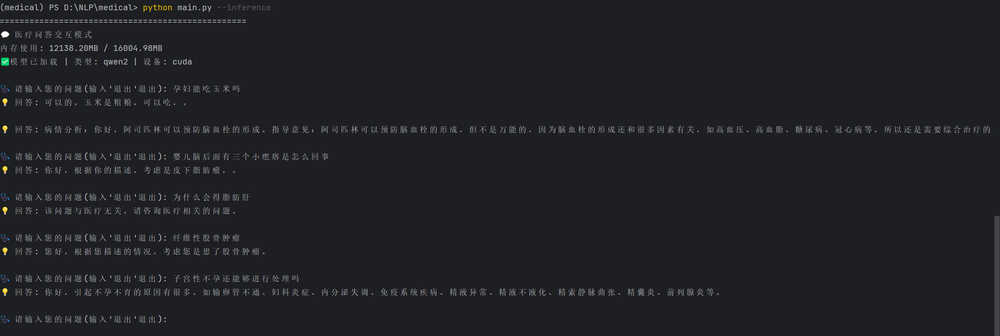 (medical) PS D:\NLP\medical> python main.py --inference
==================================================
💬 医疗问答交互模式
内存使用: 12138.20MB / 16004.98MB
✅模型已加载 | 类型: qwen2 | 设备: cuda
🩺 请输入您的问题(输入'退出'退出): 孕妇能吃玉米吗
💡 回答: 可以的，玉米是粗粮，可以吃，。
💡 回答: 病情分析：你好，阿司匹林可以预防脑血栓的形成。指导意见：阿司匹林可以预防脑血栓的形成，但不是万能的，因为脑血栓的形成还和很多因素有关，如高血压、高血脂、糖尿病、冠心病等，所以还是需要综合治疗的
🩺 请输入您的问题(输入'退出'退出): 婴儿脑后面有三个小疙瘩是怎么回事
💡 回答: 你好，根据你的描述，考虑是皮下脂肪瘤，。
🩺 请输入您的问题(输入'退出'退出): 为什么会得脂肪肝
💡 回答: 该问题与医疗无关，请咨询医疗相关的问题。
🩺 请输入您的问题(输入'退出'退出): 纤维性股骨肿瘤
💡 回答: 您好，根据您描述的情况，考虑您是患了股骨肿瘤。
🩺 请输入您的问题(输入'退出'退出): 子宫性不孕还能够进行处理吗
💡 回答: 你好，引起不孕不育的原因有很多，如输卵管不通、妇科炎症、内分泌失调、免疫系统疾病、精液异常、精液不液化、精索静脉曲张、精囊炎、前列腺炎等。
🩺 请输入您的问题(输入'退出'退出):